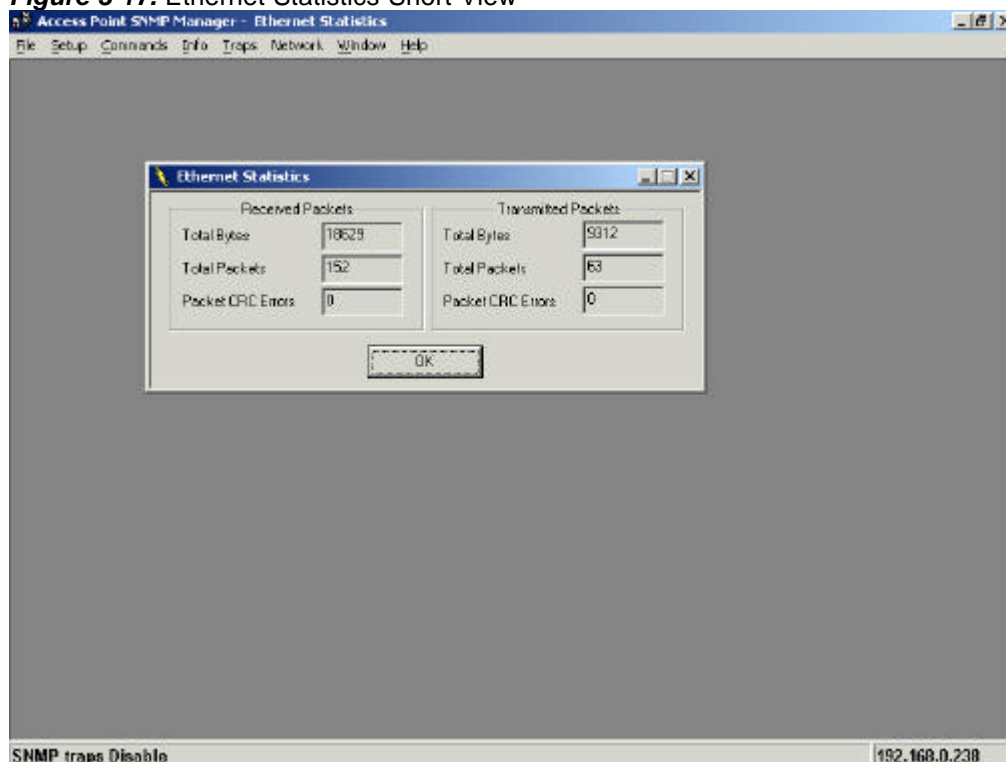 Figure 3-17. Ethernet Statistics Short View
Access Point SNMP Manager - Ethernet Statistics
File Setup Commands Info Traps Network Window Help
Ethernet Statistics
Received Packets
Total Bytes 18629
Total Packets 152
Packet CRC Errors 0
Transmitted Packets
Total Bytes 9312
Total Packets 63
Packet CRC Errors 0
OK
SNMP traps Disable
192.168.0.238